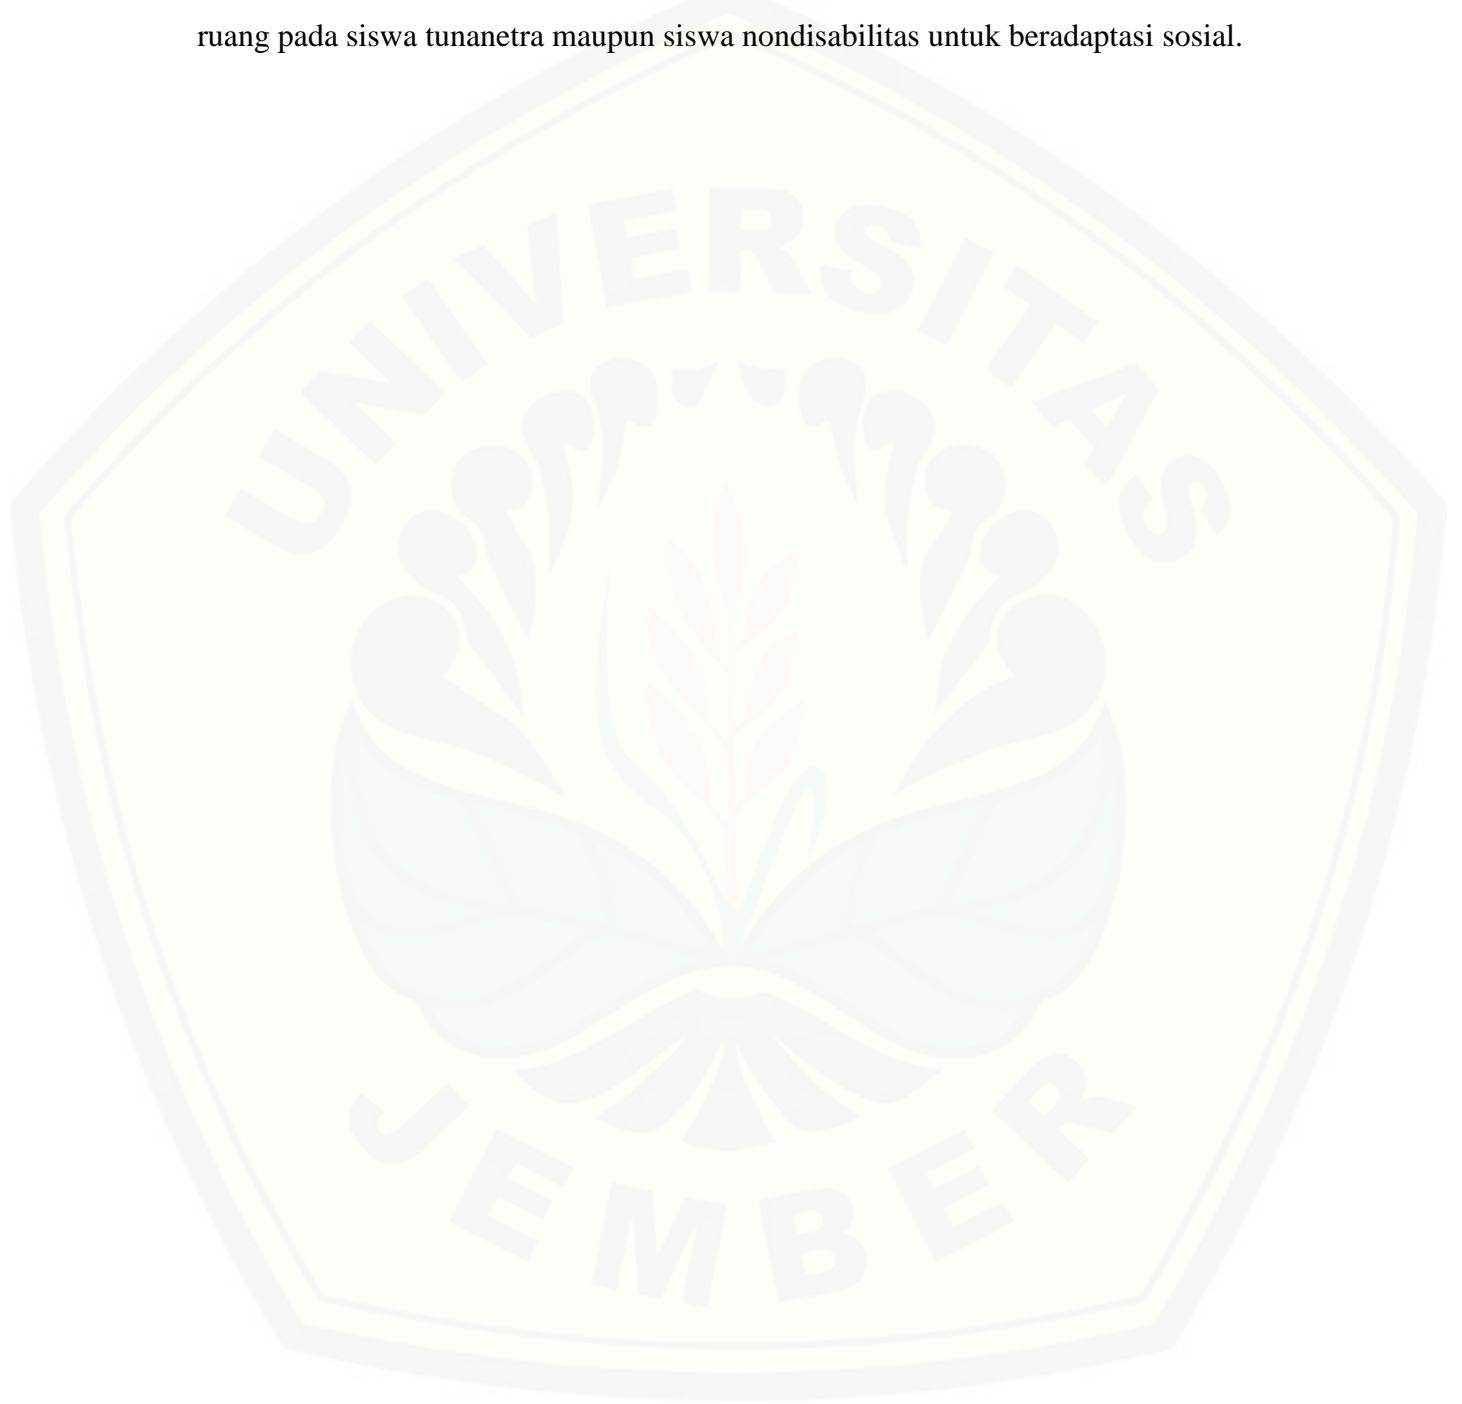 ruang pada siswa tunanetra maupun siswa nondisabilitas untuk beradaptasi sosial.
UNIVERSITAS
JEMBER